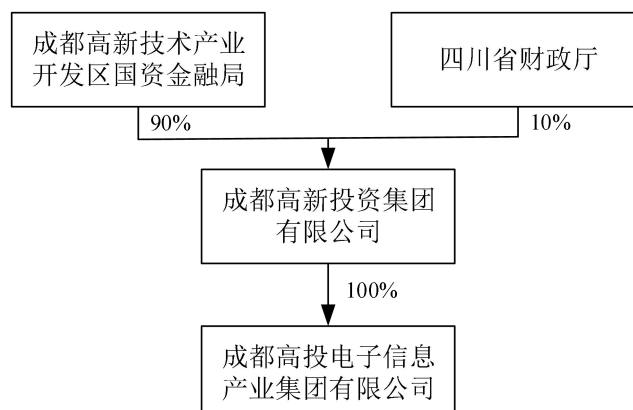 成都高新技术产业
开发区国资金融局
四川省财政厅
90%
10%
成都高新投资集团
有限公司
100%
成都高投电子信息
产业集团有限公司